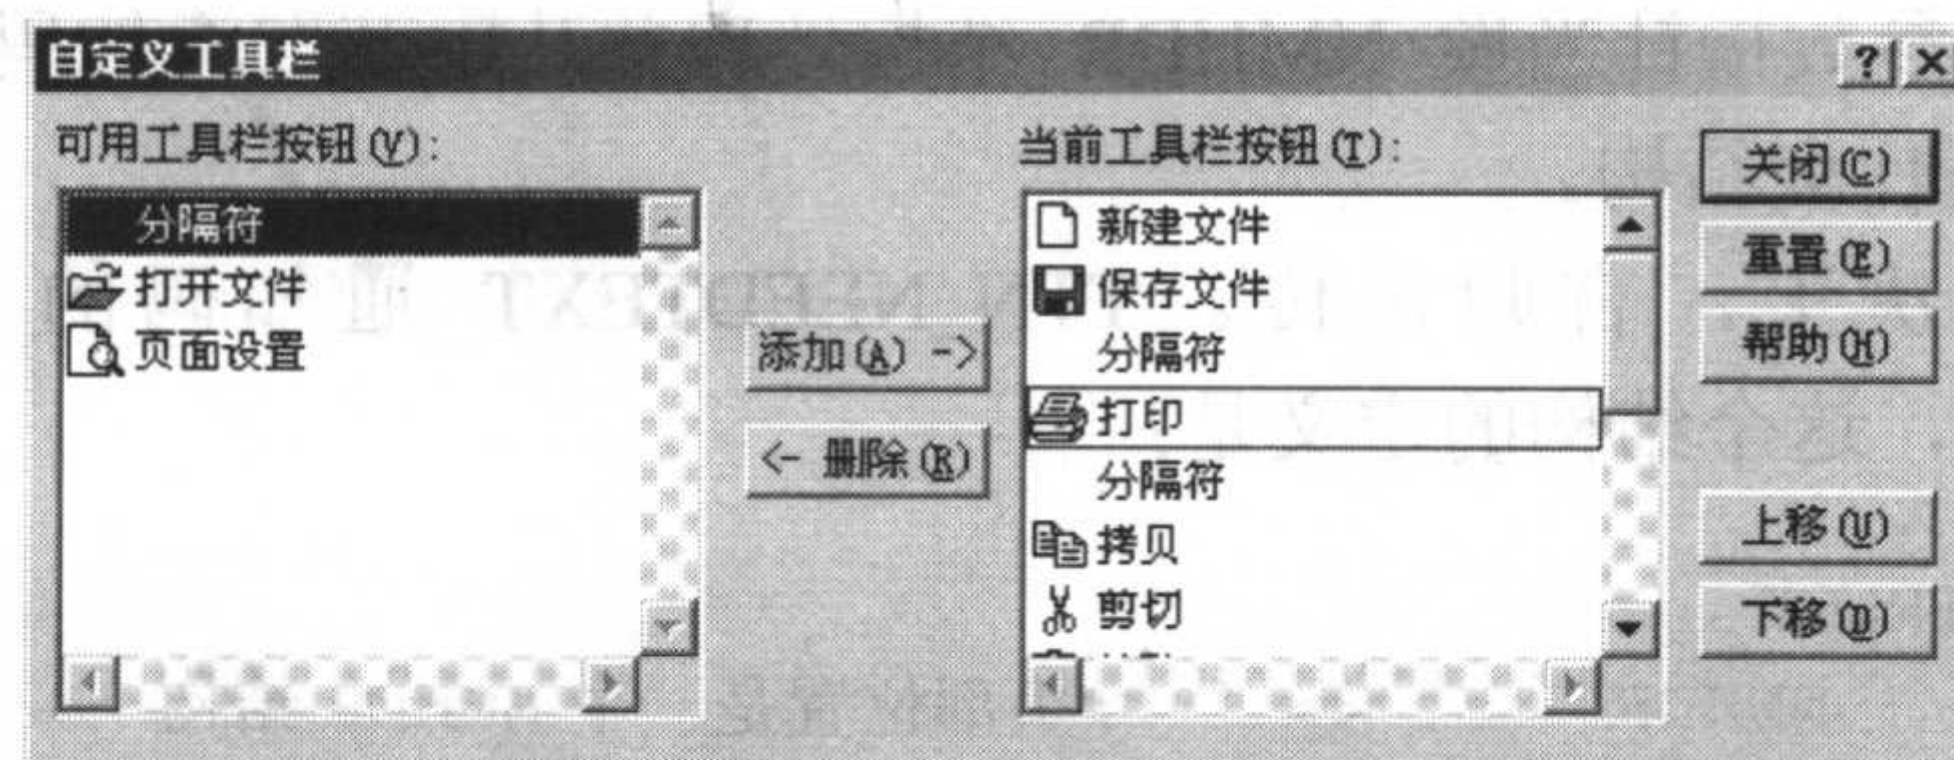 自定义工具栏
可用工具栏按钮(V):
分隔符
打开文件
页面设置
添加(A) ->
<- 删除(R)
当前工具栏按钮(T):
新建文件
保存文件
分隔符
打印
分隔符
拷贝
剪切
关闭(C)
重置(E)
帮助(H)
上移(U)
下移(D)